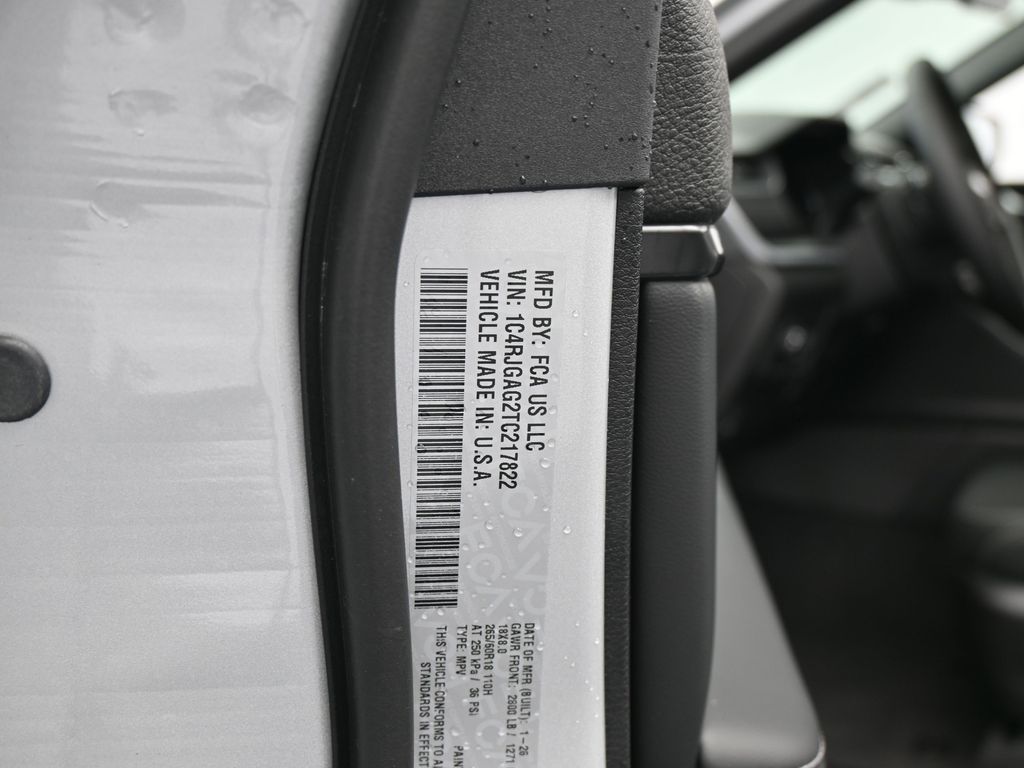 MFD BY: FCA US LLC
VIN: 1C4RJGAG2TC217822
VEHICLE MADE IN: U.S.A.
DATE OF MFR (BUILT): 1-26
GAWR FRONT: 2800 LB / 1271
18X8.0
265/60R18 110H
AT 250 kPa / 36 PSI
TYPE: MPV
THIS VEHICLE CONFORMS TO
STANDARDS IN EFFECT